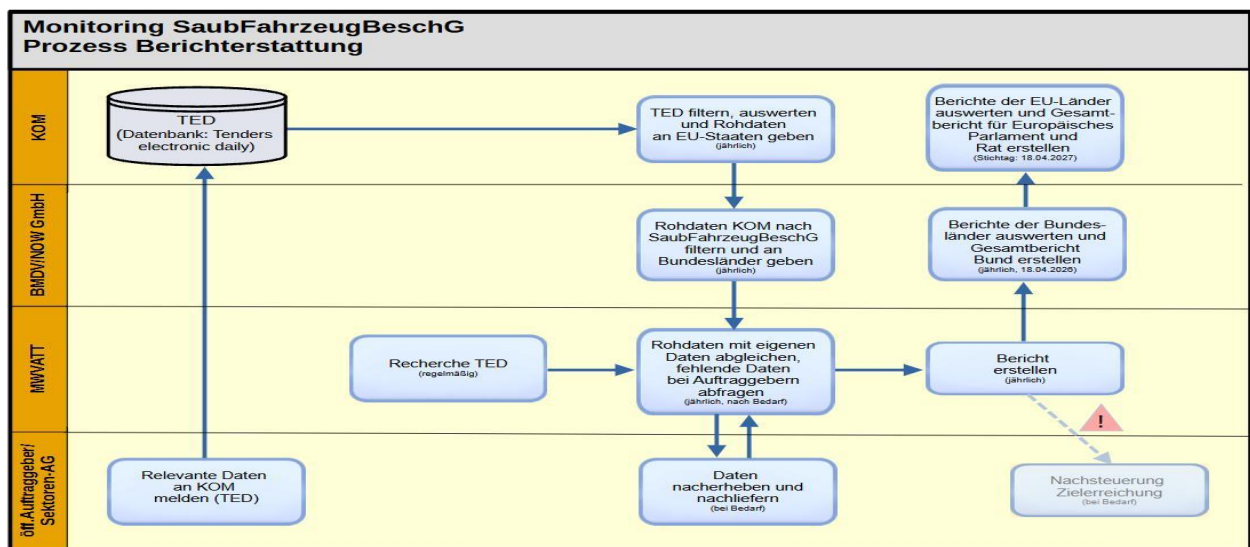 Monitoring SaubFahrzeugBeschG
Prozess Berichterstattung
KOM
TED
(Datenbank: Tenders
electronic daily)
TED filtern, auswerten
und Rohdaten
an EU-Staaten geben
(jährlich)
Berichte der EU-Länder
auswerten und Gesamt-
bericht für Europäisches
Parlament und
Rat erstellen
(Stichtag: 18.04.2027)
BMDV/NOW GmbH
Rohdaten KOM nach
SaubFahrzeugBeschG
filtern und an
Bundesländer geben
(jährlich)
Berichte der Bundes-
länder auswerten und
Gesamtbericht
Bund erstellen
(jährlich, 18.04.2026)
MWVATT
Recherche TED
(regelmäßig)
Rohdaten mit eigenen
Daten abgleichen,
fehlende Daten
bei Auftraggebern
abfragen
(jährlich, nach Bedarf)
Bericht
erstellen
(jährlich)
!
öff.Auftraggeber/
Sektoren-AG
Relevante Daten
an KOM
melden (TED)
Daten
nacherheben und
nachliefern
(bei Bedarf)
Nachsteuerung
Zielerreichung
(bei Bedarf)